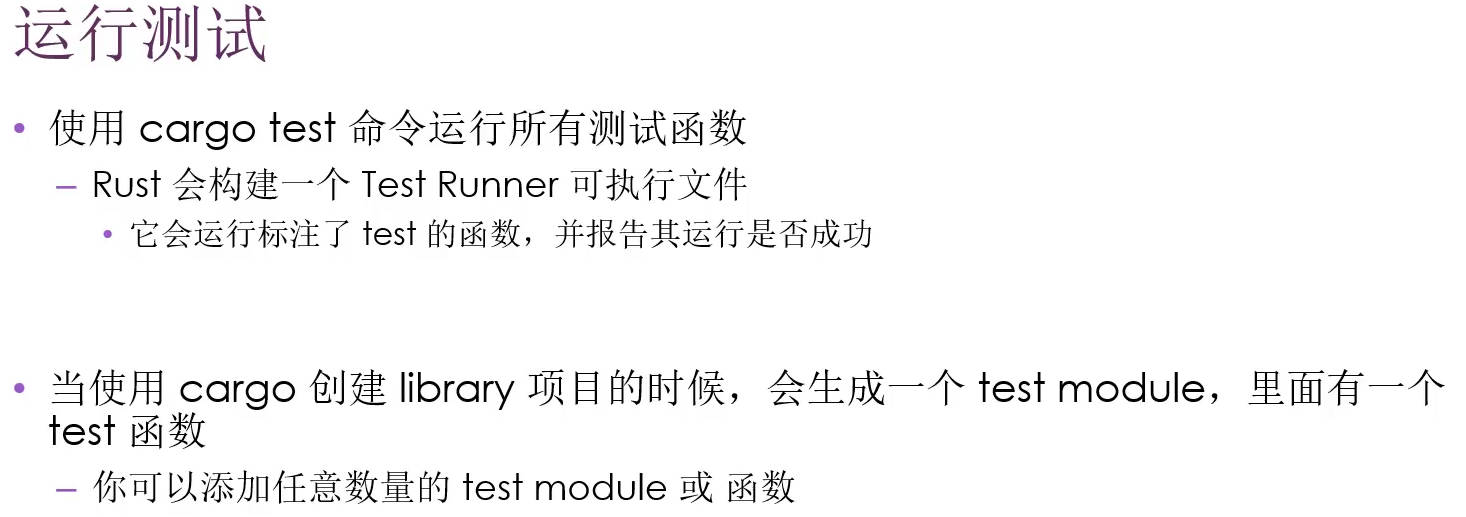 运行测试
• 使用 cargo test 命令运行所有测试函数
– Rust 会构建一个 Test Runner 可执行文件
• 它会运行标注了 test 的函数，并报告其运行是否成功
• 当使用 cargo 创建 library 项目的时候，会生成一个 test module，里面有一个
test 函数
– 你可以添加任意数量的 test module 或 函数